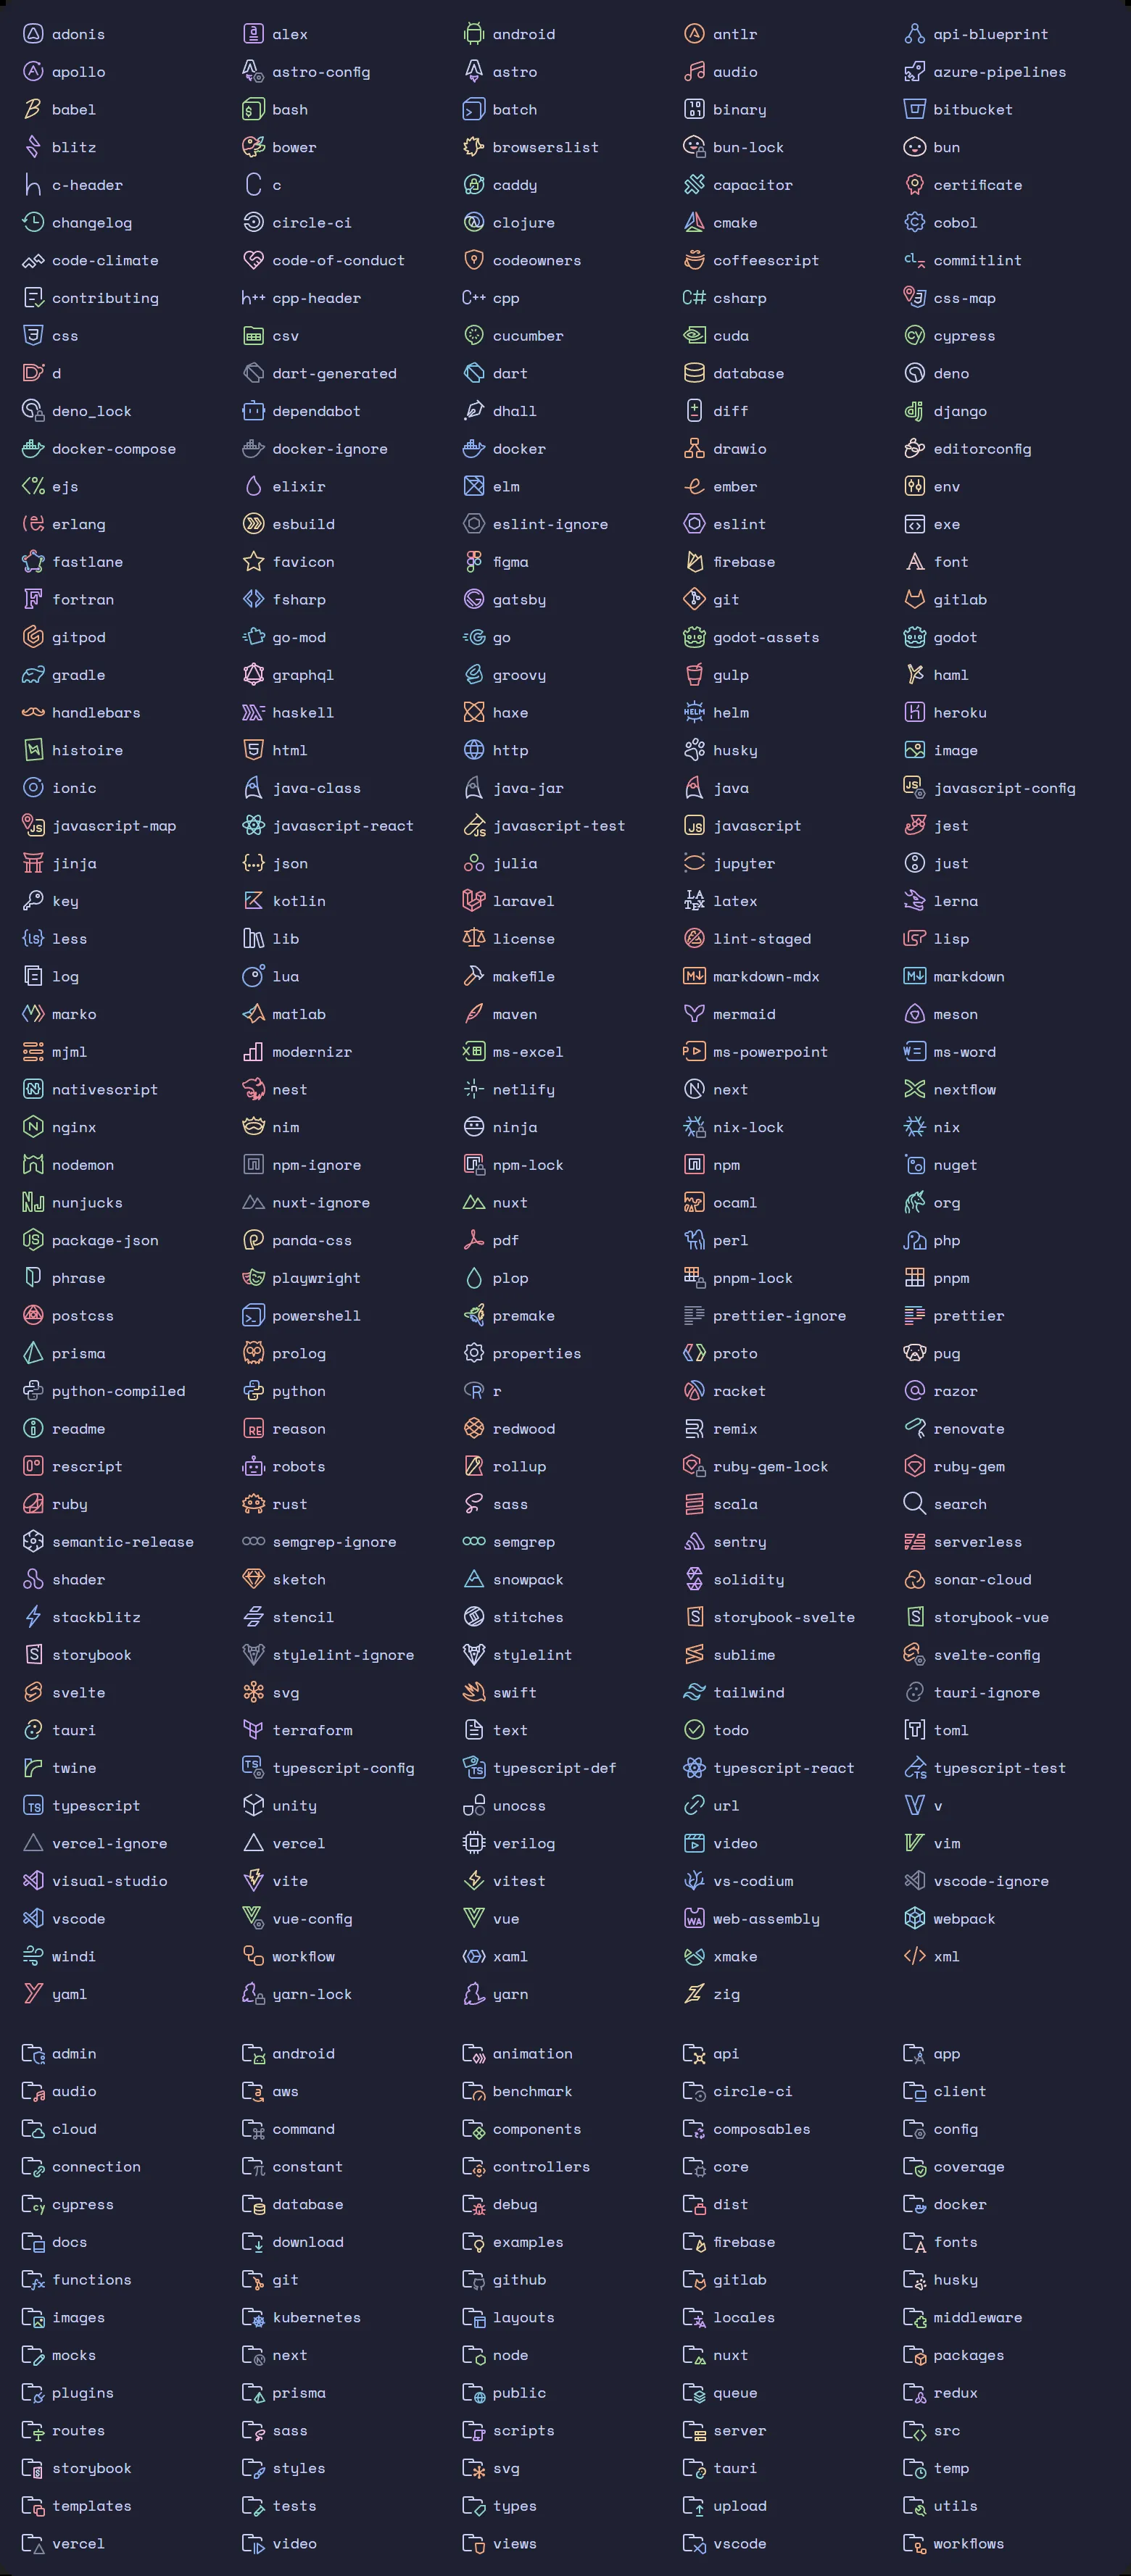 adonis alex android antlr api-blueprint
apollo astro-config astro audio azure-pipelines
babel bash batch binary bitbucket
blitz bower browserslist bun-lock bun
c-header c caddy capacitor certificate
changelog circle-ci clojure cmake cobol
code-climate code-of-conduct codeowners coffeescript commitlint
contributing cpp-header cpp csharp css-map
css csv cucumber cuda cypress
d dart-generated dart database deno
deno_lock dependabot dhall diff django
docker-compose docker-ignore docker drawio editorconfig
ejs elixir elm ember env
erlang esbuild eslint-ignore eslint exe
fastlane favicon figma firebase font
fortran fsharp gatsby git gitlab
gitpod go-mod go godot-assets godot
gradle graphql groovy gulp haml
handlebars haskell haxe helm heroku
histoire html http husky image
ionic java-class java-jar java javascript-config
javascript-map javascript-react javascript-test javascript jest
jinja json julia jupyter just
key kotlin laravel latex lerna
less lib license lint-staged lisp
log lua makefile markdown-mdx markdown
marko matlab maven mermaid meson
mjml modernizr ms-excel ms-powerpoint ms-word
nativescript nest netlify next nextflow
nginx nim ninja nix-lock nix
nodemon npm-ignore npm-lock npm nuget
nunjucks nuxt-ignore nuxt ocaml org
package-json panda-css pdf perl php
phrase playwright plop pnpm-lock pnpm
postcss powershell premake prettier-ignore prettier
prisma prolog properties proto pug
python-compiled python r racket razor
readme reason redwood remix renovate
rescript robots rollup ruby-gem-lock ruby-gem
ruby rust sass scala search
semantic-release semgrep-ignore semgrep sentry serverless
shader sketch snowpack solidity sonar-cloud
stackblitz stencil stitches storybook-svelte storybook-vue
storybook stylelint-ignore stylelint sublime svelte-config
svelte svg swift tailwind tauri-ignore
tauri terraform text todo toml
twine typescript-config typescript-def typescript-react typescript-test
typescript unity unocss url v
vercel-ignore vercel verilog video vim
visual-studio vite vitest vs-codium vscode-ignore
vscode vue-config vue web-assembly webpack
windi workflow xaml xmake xml
yaml yarn-lock yarn zig
admin android animation api app
audio aws benchmark circle-ci client
cloud command components composables config
connection constant controllers core coverage
cypress database debug dist docker
docs download examples firebase fonts
functions git github gitlab husky
images kubernetes layouts locales middleware
mocks next node nuxt packages
plugins prisma public queue redux
routes sass scripts server src
storybook styles svg tauri temp
templates tests types upload utils
vercel video views vscode workflows